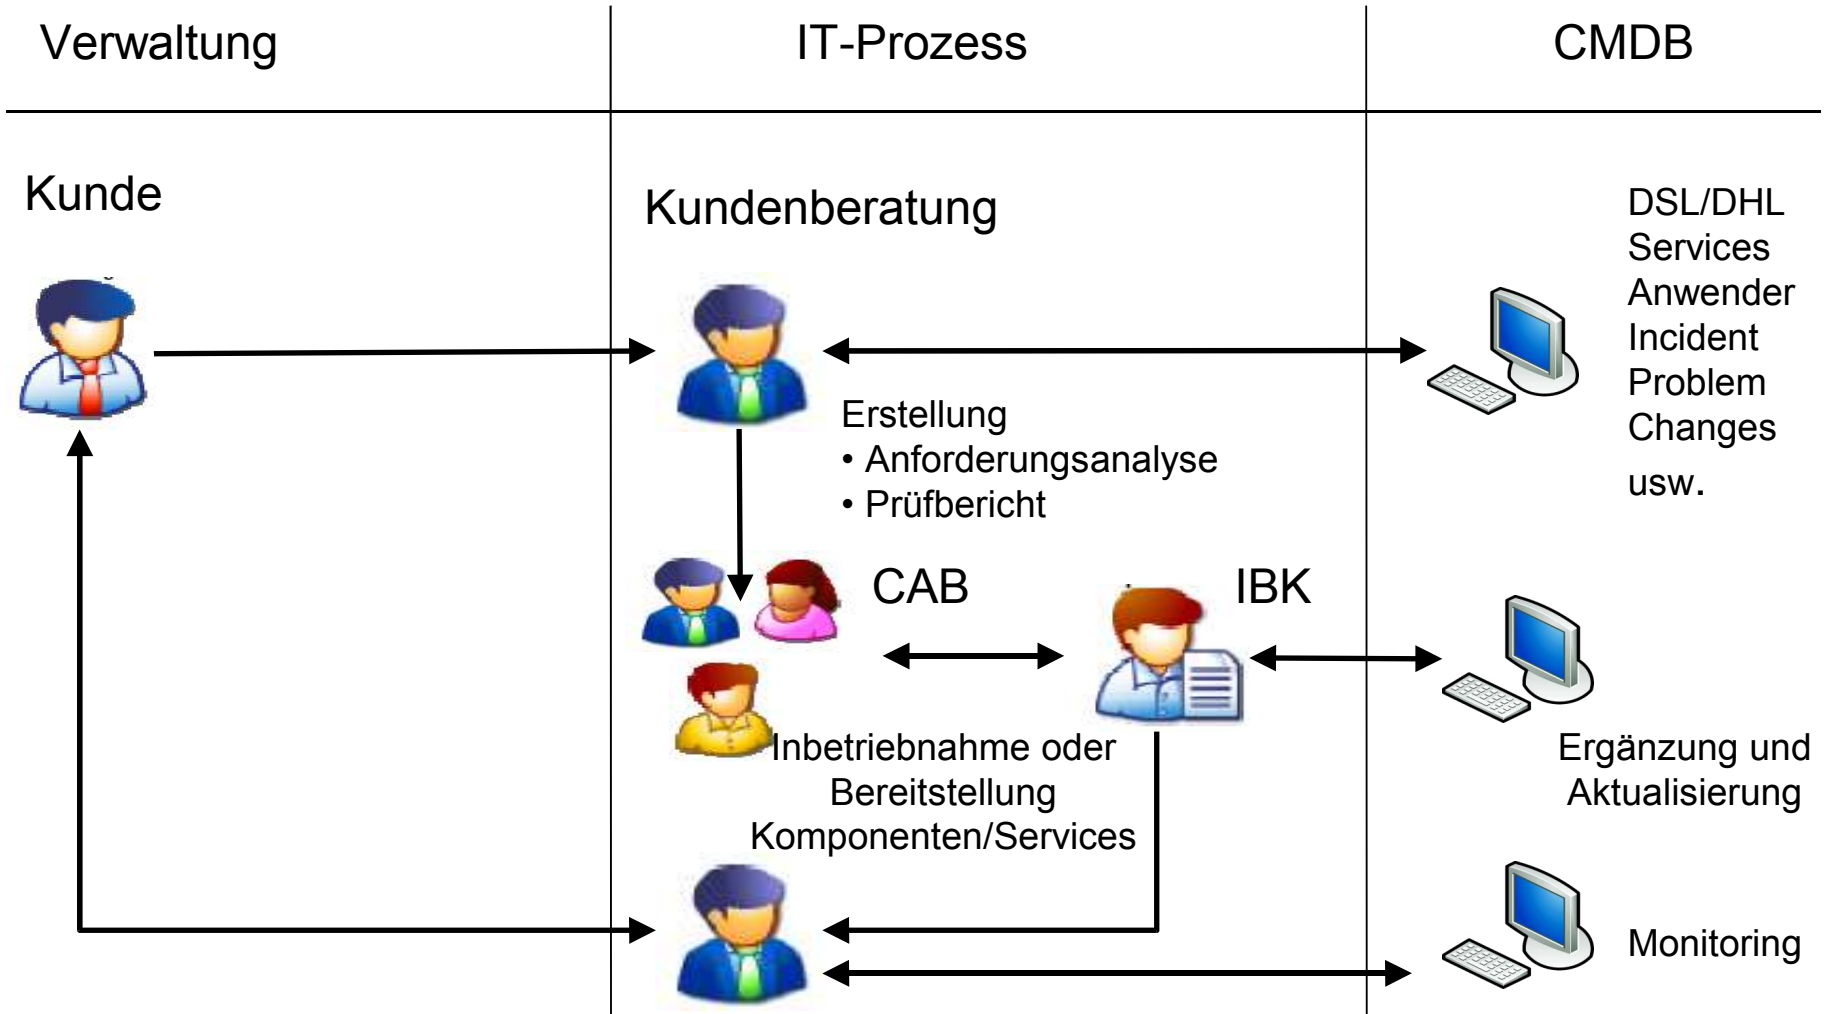 Verwaltung
IT-Prozess
CMDB
Kunde
Kundenberatung
DSL/DHL
Services
Anwender
Incident
Problem
Changes
usw.
Erstellung
• Anforderungsanalyse
• Prüfbericht
CAB
IBK
Inbetriebnahme oder
Bereitstellung
Komponenten/Services
Ergänzung und
Aktualisierung
Monitoring